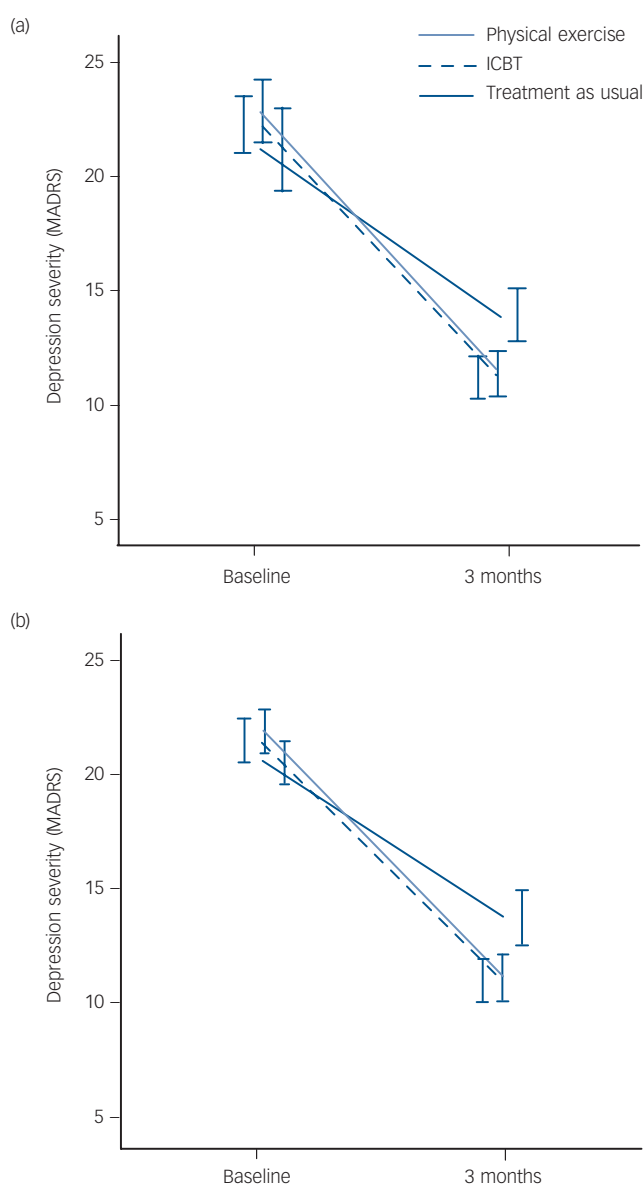 (a)
Physical exercise
ICBT
Treatment as usual
25
20
15
10
5
Depression severity (MADRS)
Baseline
3 months
(b)
25
20
15
10
5
Depression severity (MADRS)
Baseline
3 months